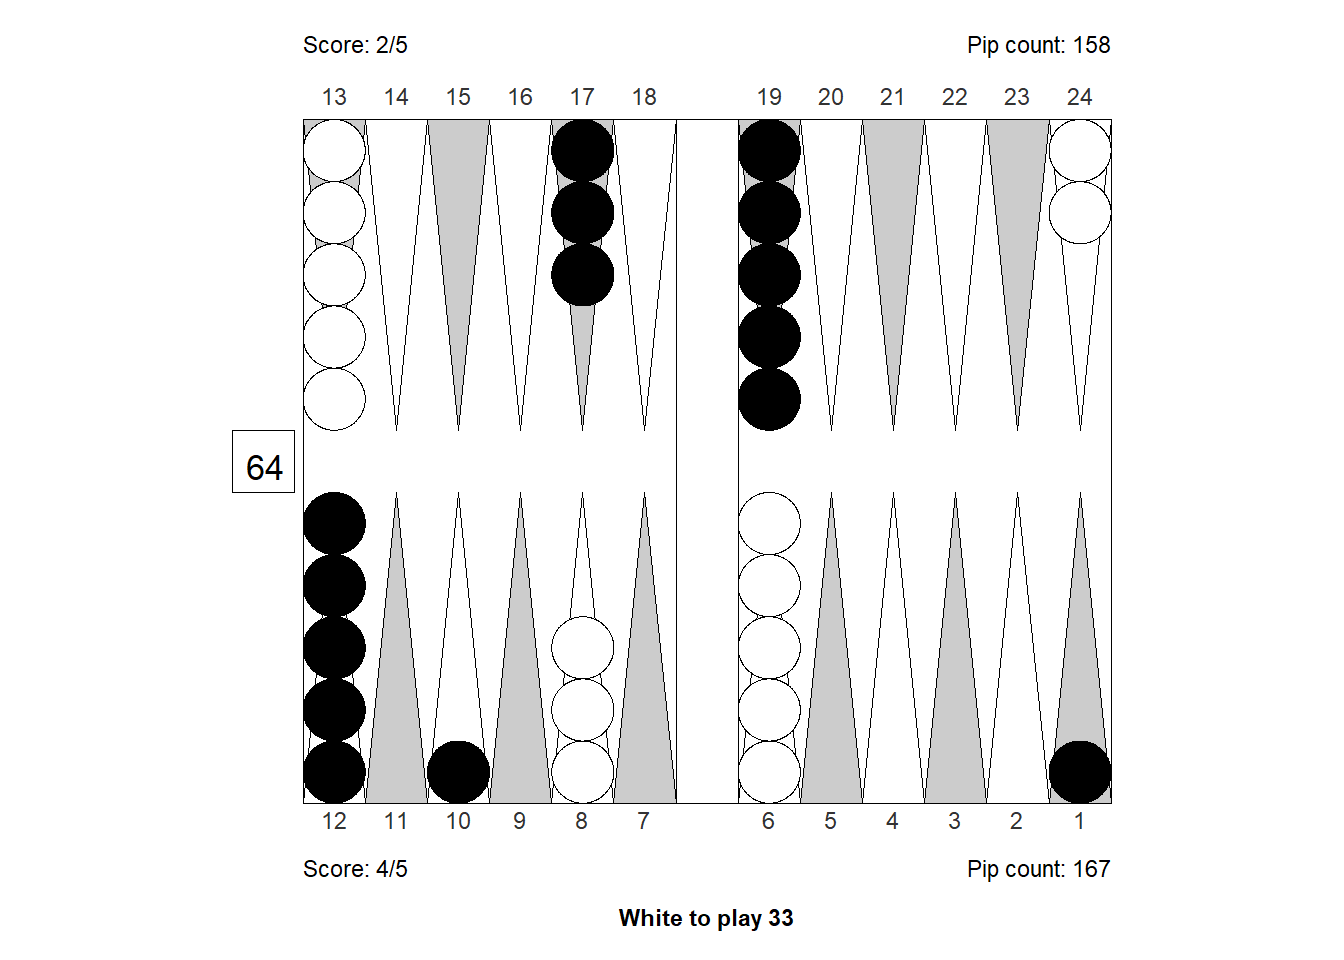 Score: 2/5 Pip count: 158
13 14 15 16 17 18 19 20 21 22 23 24
64
12 11 10 9 8 7 6 5 4 3 2 1
Score: 4/5 Pip count: 167
White to play 33